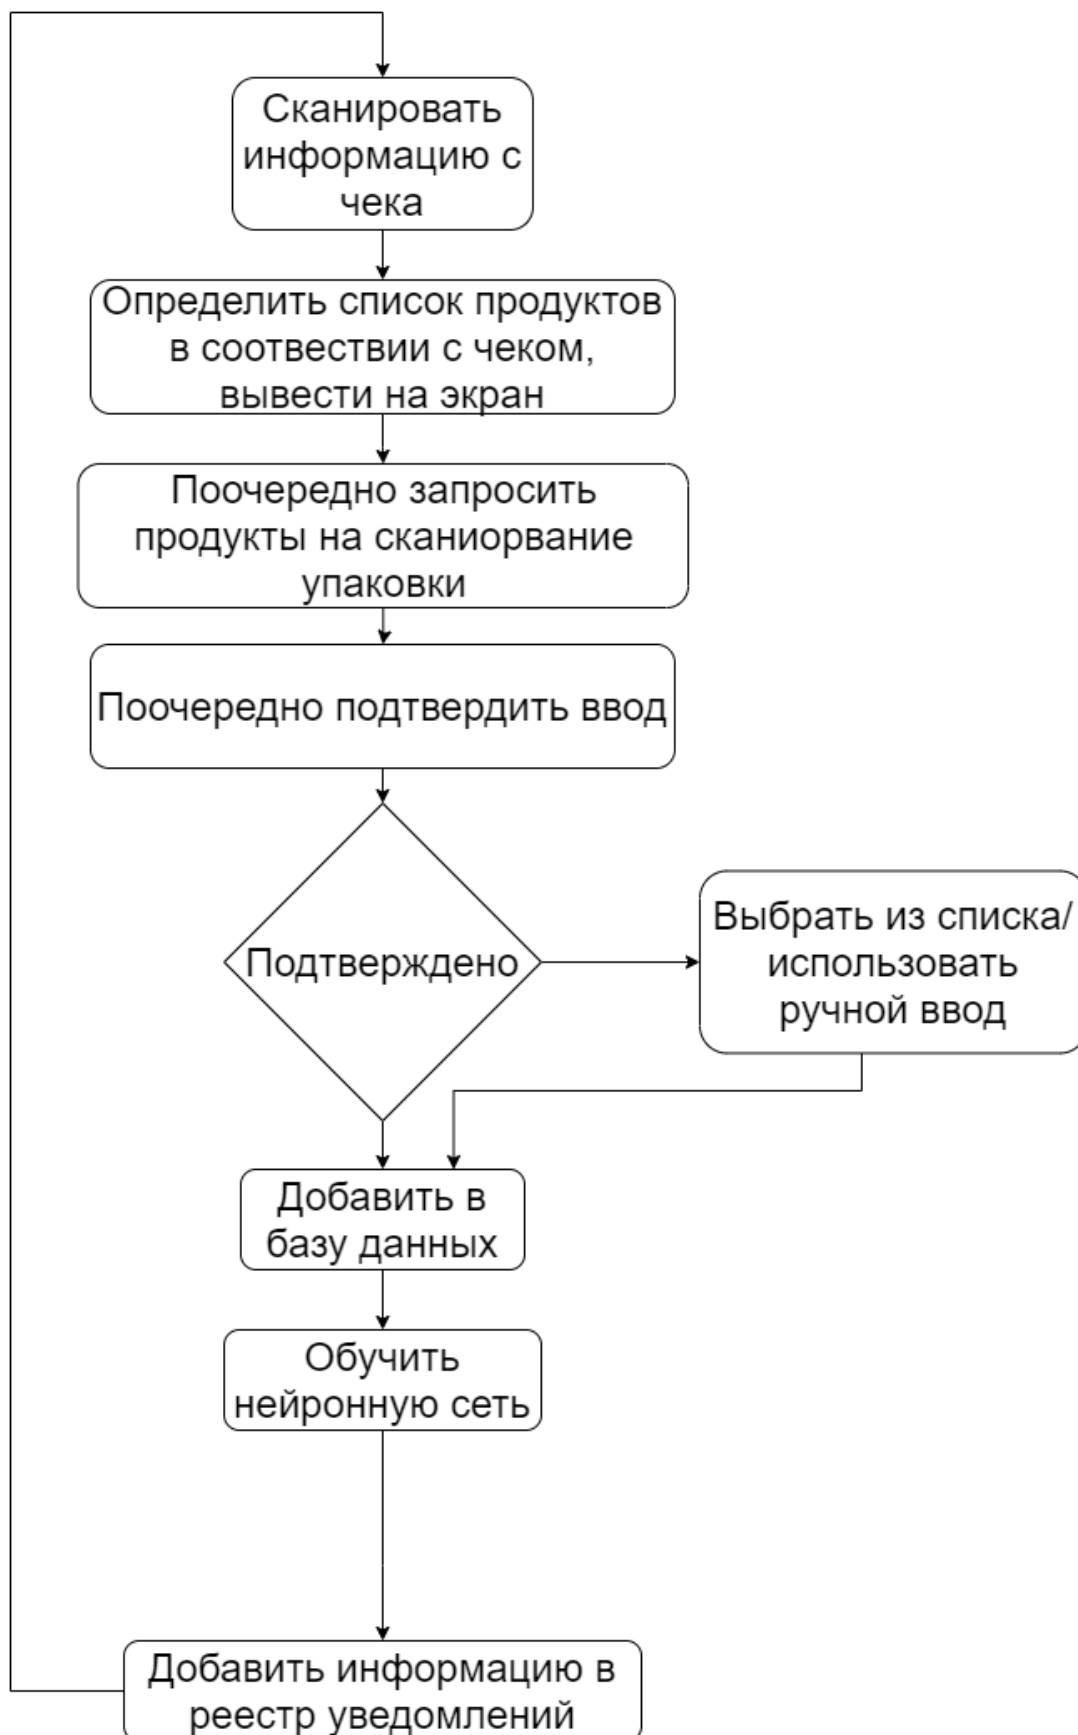 Сканировать
информацию с
чека
Определить список продуктов
в соотвествии с чеком,
вывести на экран
Поочередно запросить
продукты на сканиорвание
упаковки
Поочередно подтвердить ввод
Подтверждено
Выбрать из списка/
использовать
ручной ввод
Добавить в
базу данных
Обучить
нейронную сеть
Добавить информацию в
реестр уведомлений